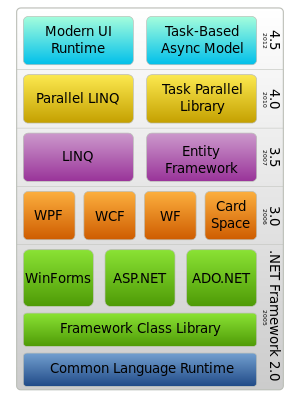 Modern UI
Runtime
Task-Based
Async Model
4.5
2012
Parallel LINQ
Task Parallel
Library
4.0
2010
LINQ
Entity
Framework
3.5
2007
WPF
WCF
WF
Card
Space
3.0
2006
WinForms
ASP.NET
ADO.NET
Framework Class Library
Common Language Runtime
.NET Framework 2.0
2005